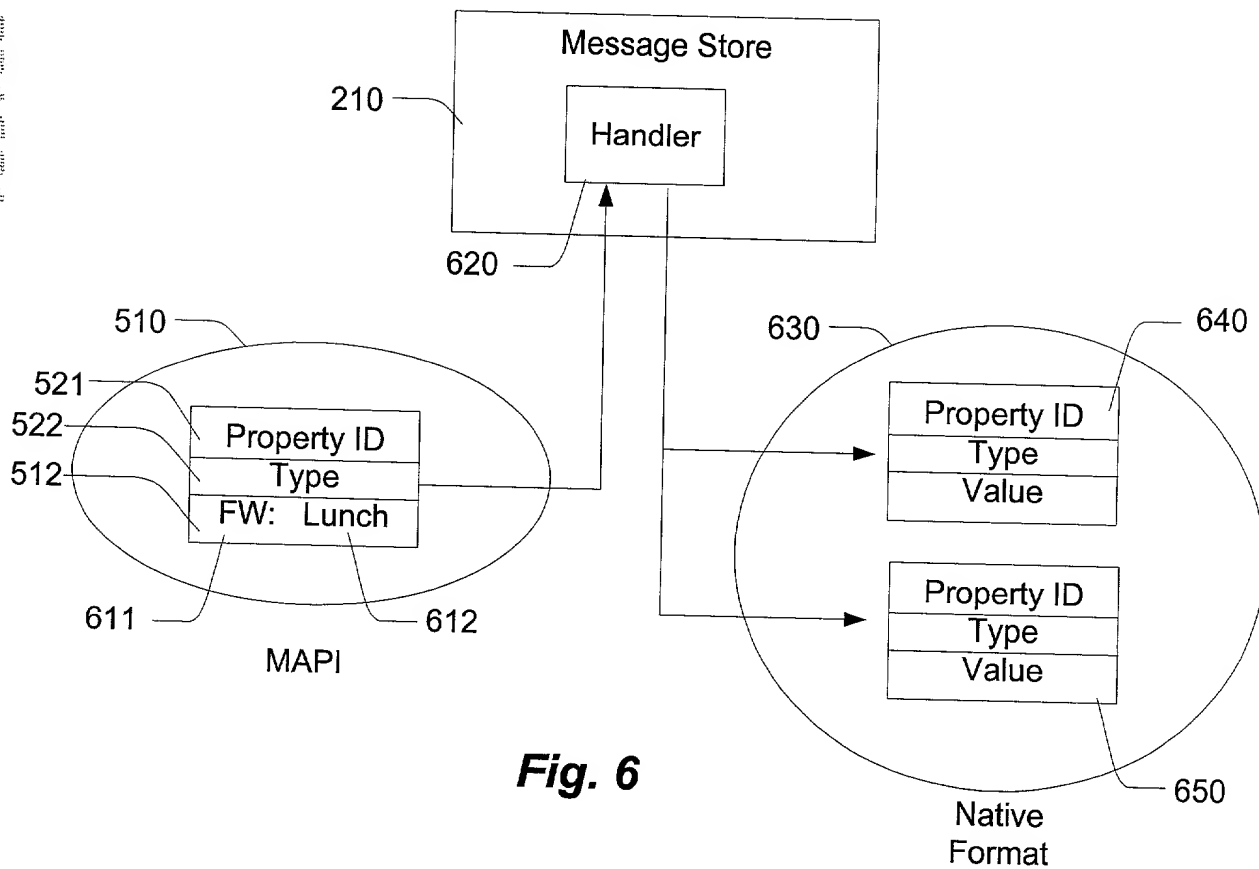 Message Store
210
Handler
620
510
630
640
521
Property ID
522
Type
512
FW: Lunch
611
612
MAPI
Property ID
Type
Value
Property ID
Type
Value
650
Fig. 6
Native
Format